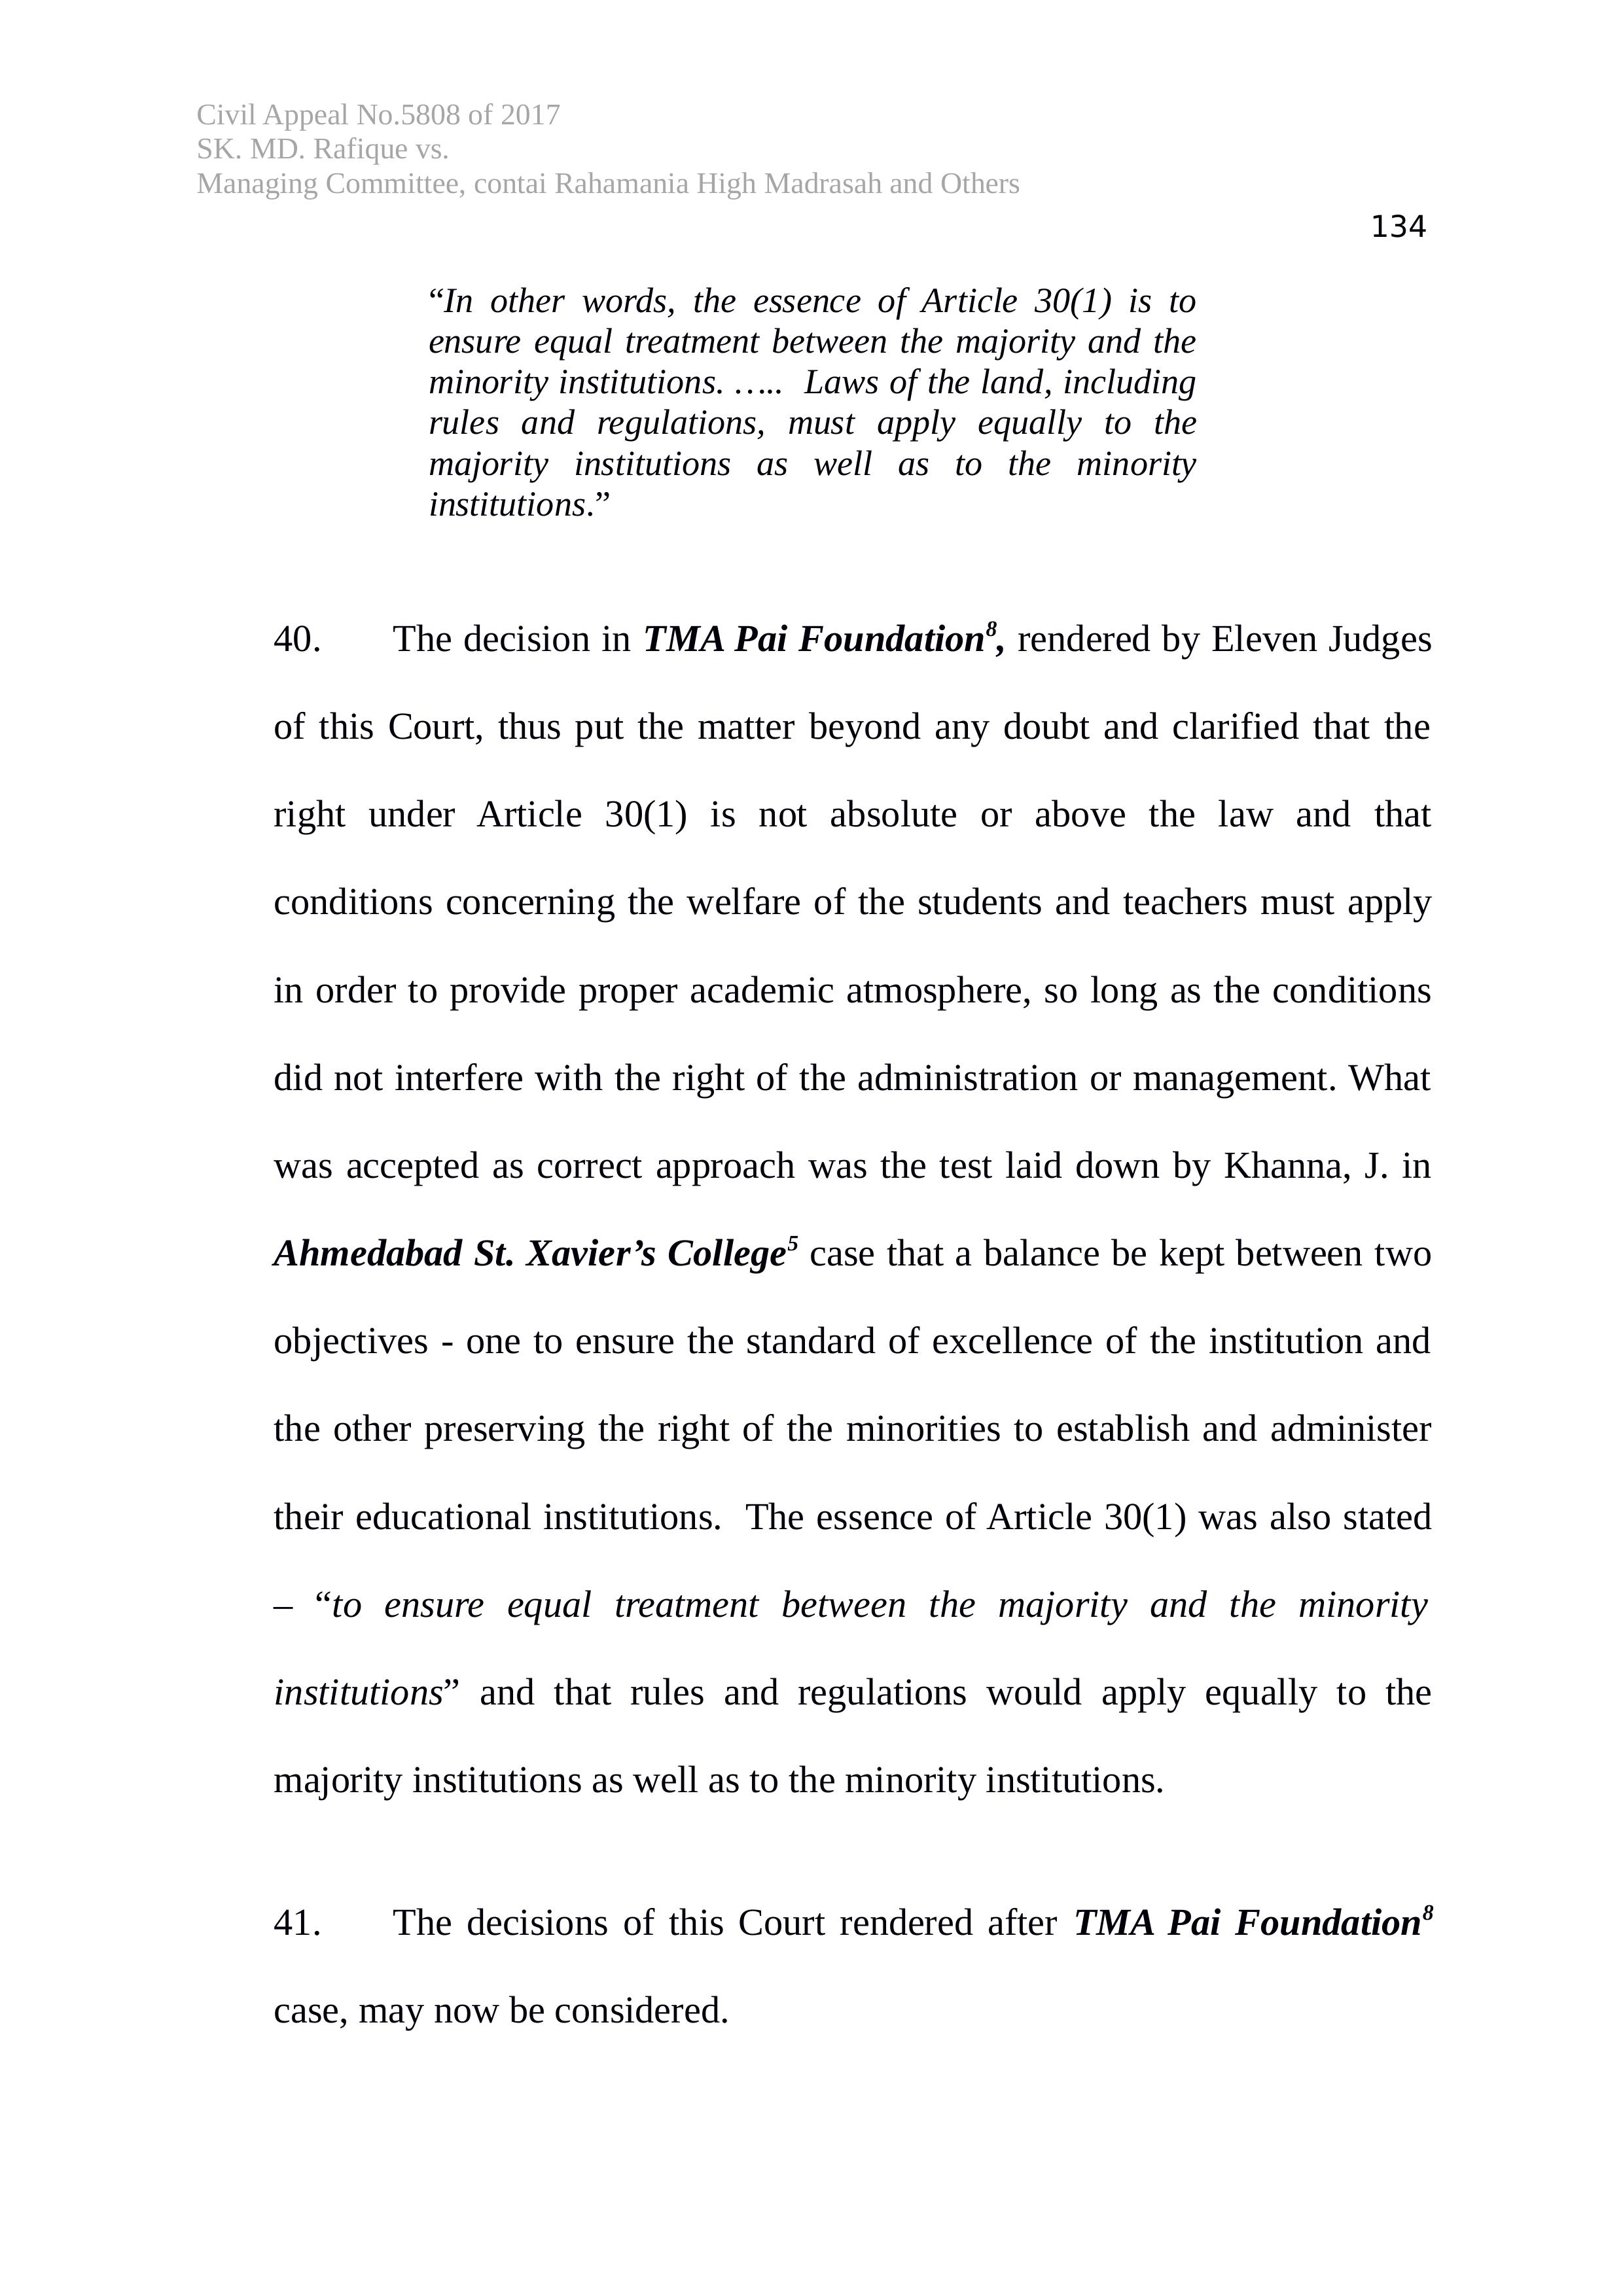 Civil Appeal No.5808 of 2017
SK. MD. Rafique vs.
Managing Committee, contai Rahamania High Madrasah and Others
134
“In other words, the essence of Article 30(1) is to
ensure equal treatment between the majority and the
minority institutions. ….. Laws of the land, including
rules and regulations, must apply equally to the
majority institutions as well as to the minority
institutions.”
40. The decision in TMA Pai Foundation8, rendered by Eleven Judges
of this Court, thus put the matter beyond any doubt and clarified that the
right under Article 30(1) is not absolute or above the law and that
conditions concerning the welfare of the students and teachers must apply
in order to provide proper academic atmosphere, so long as the conditions
did not interfere with the right of the administration or management. What
was accepted as correct approach was the test laid down by Khanna, J. in
Ahmedabad St. Xavier’s College5 case that a balance be kept between two
objectives - one to ensure the standard of excellence of the institution and
the other preserving the right of the minorities to establish and administer
their educational institutions. The essence of Article 30(1) was also stated
– “to ensure equal treatment between the majority and the minority
institutions” and that rules and regulations would apply equally to the
majority institutions as well as to the minority institutions.
41. The decisions of this Court rendered after TMA Pai Foundation8
case, may now be considered.